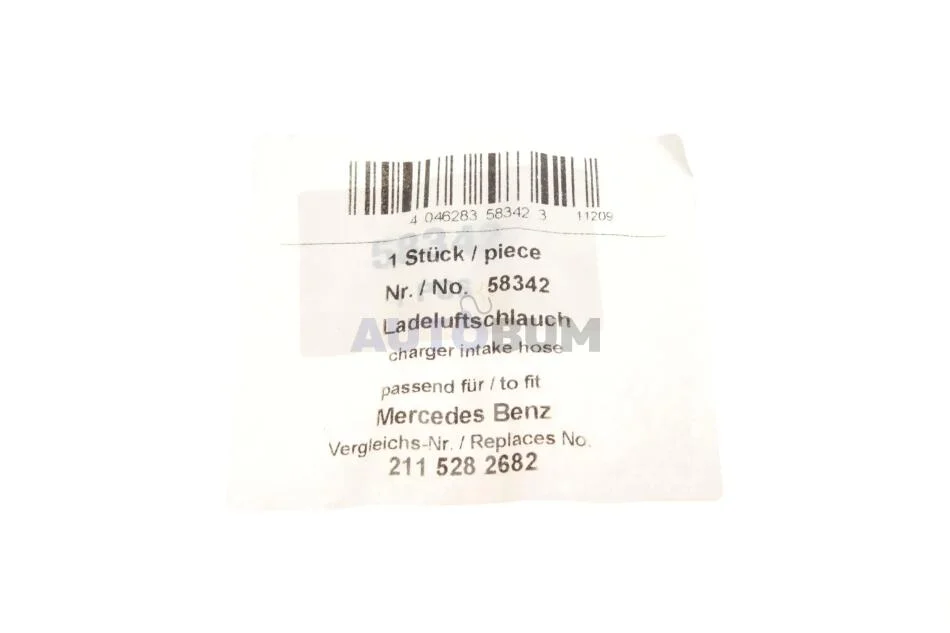 4 046283 58342 3 11209
1 Stück / piece
Nr. / No. 58342
Ladeluftschlauch
AUTOBUM
charger intake hose
passend für / to fit
Mercedes Benz
Vergleichs-Nr. / Replaces No.
211 528 2682